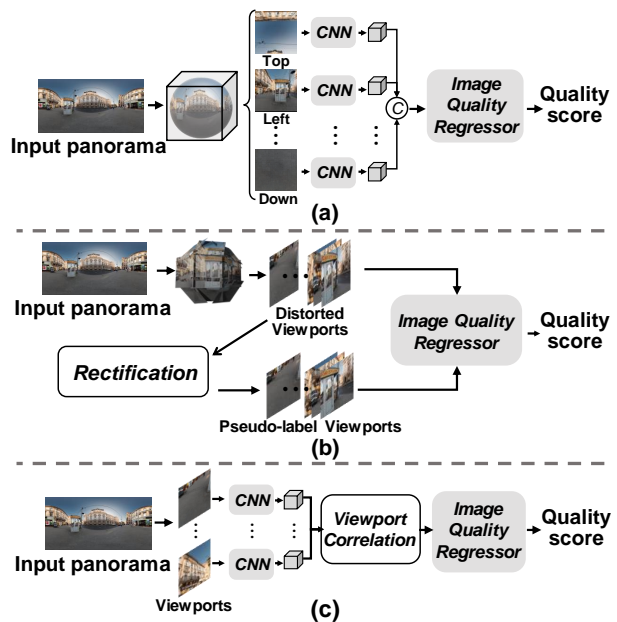 Top
CNN
Left
CNN
Down
CNN
C
Image
Quality
Regressor
Quality
score
Input panorama
(a)
Input panorama
Distorted
Viewports
Rectification
Pseudo-label Viewports
Image Quality
Regressor
Quality
score
(b)
Input panorama
CNN
CNN
Viewports
Viewport
Correlation
Image
Quality
Regressor
Quality
score
(c)